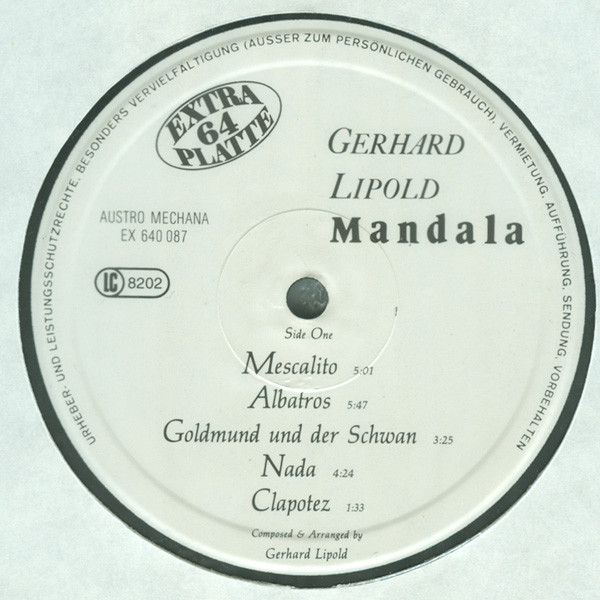 URHEBER- UND LEISTUNGSSCHUTZRECHTE, BESONDERS VERVIELFÄLTIGUNG (AUSSER ZUM PERSÖNLICHEN GEBRAUCH), VERMIETUNG, AUFFÜHRUNG, SENDUNG, VORBEHALTEN
EXTRA
64
PLATTE
GERHARD
LIPOLD
Mandala
AUSTRO MECHANA
EX 640 087
LC 8202
1
Side One
Mescalito 5:01
Albatros 5:47
Goldmund und der Schwan 3:25
Nada 4:24
Clapotez 1:33
Composed & Arranged by
Gerhard Lipold